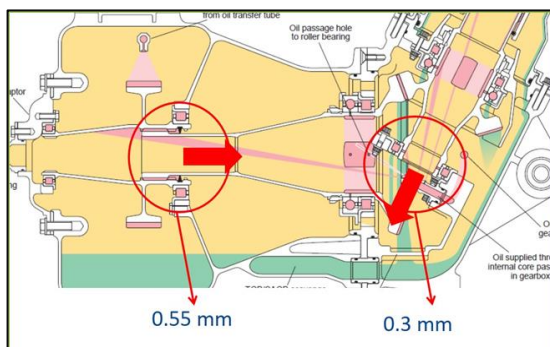 from oil transfer tube
Oil passage hole
to roller bearing
Oil supplied thr
internal core pas
in gearbox
0.55 mm
0.3 mm